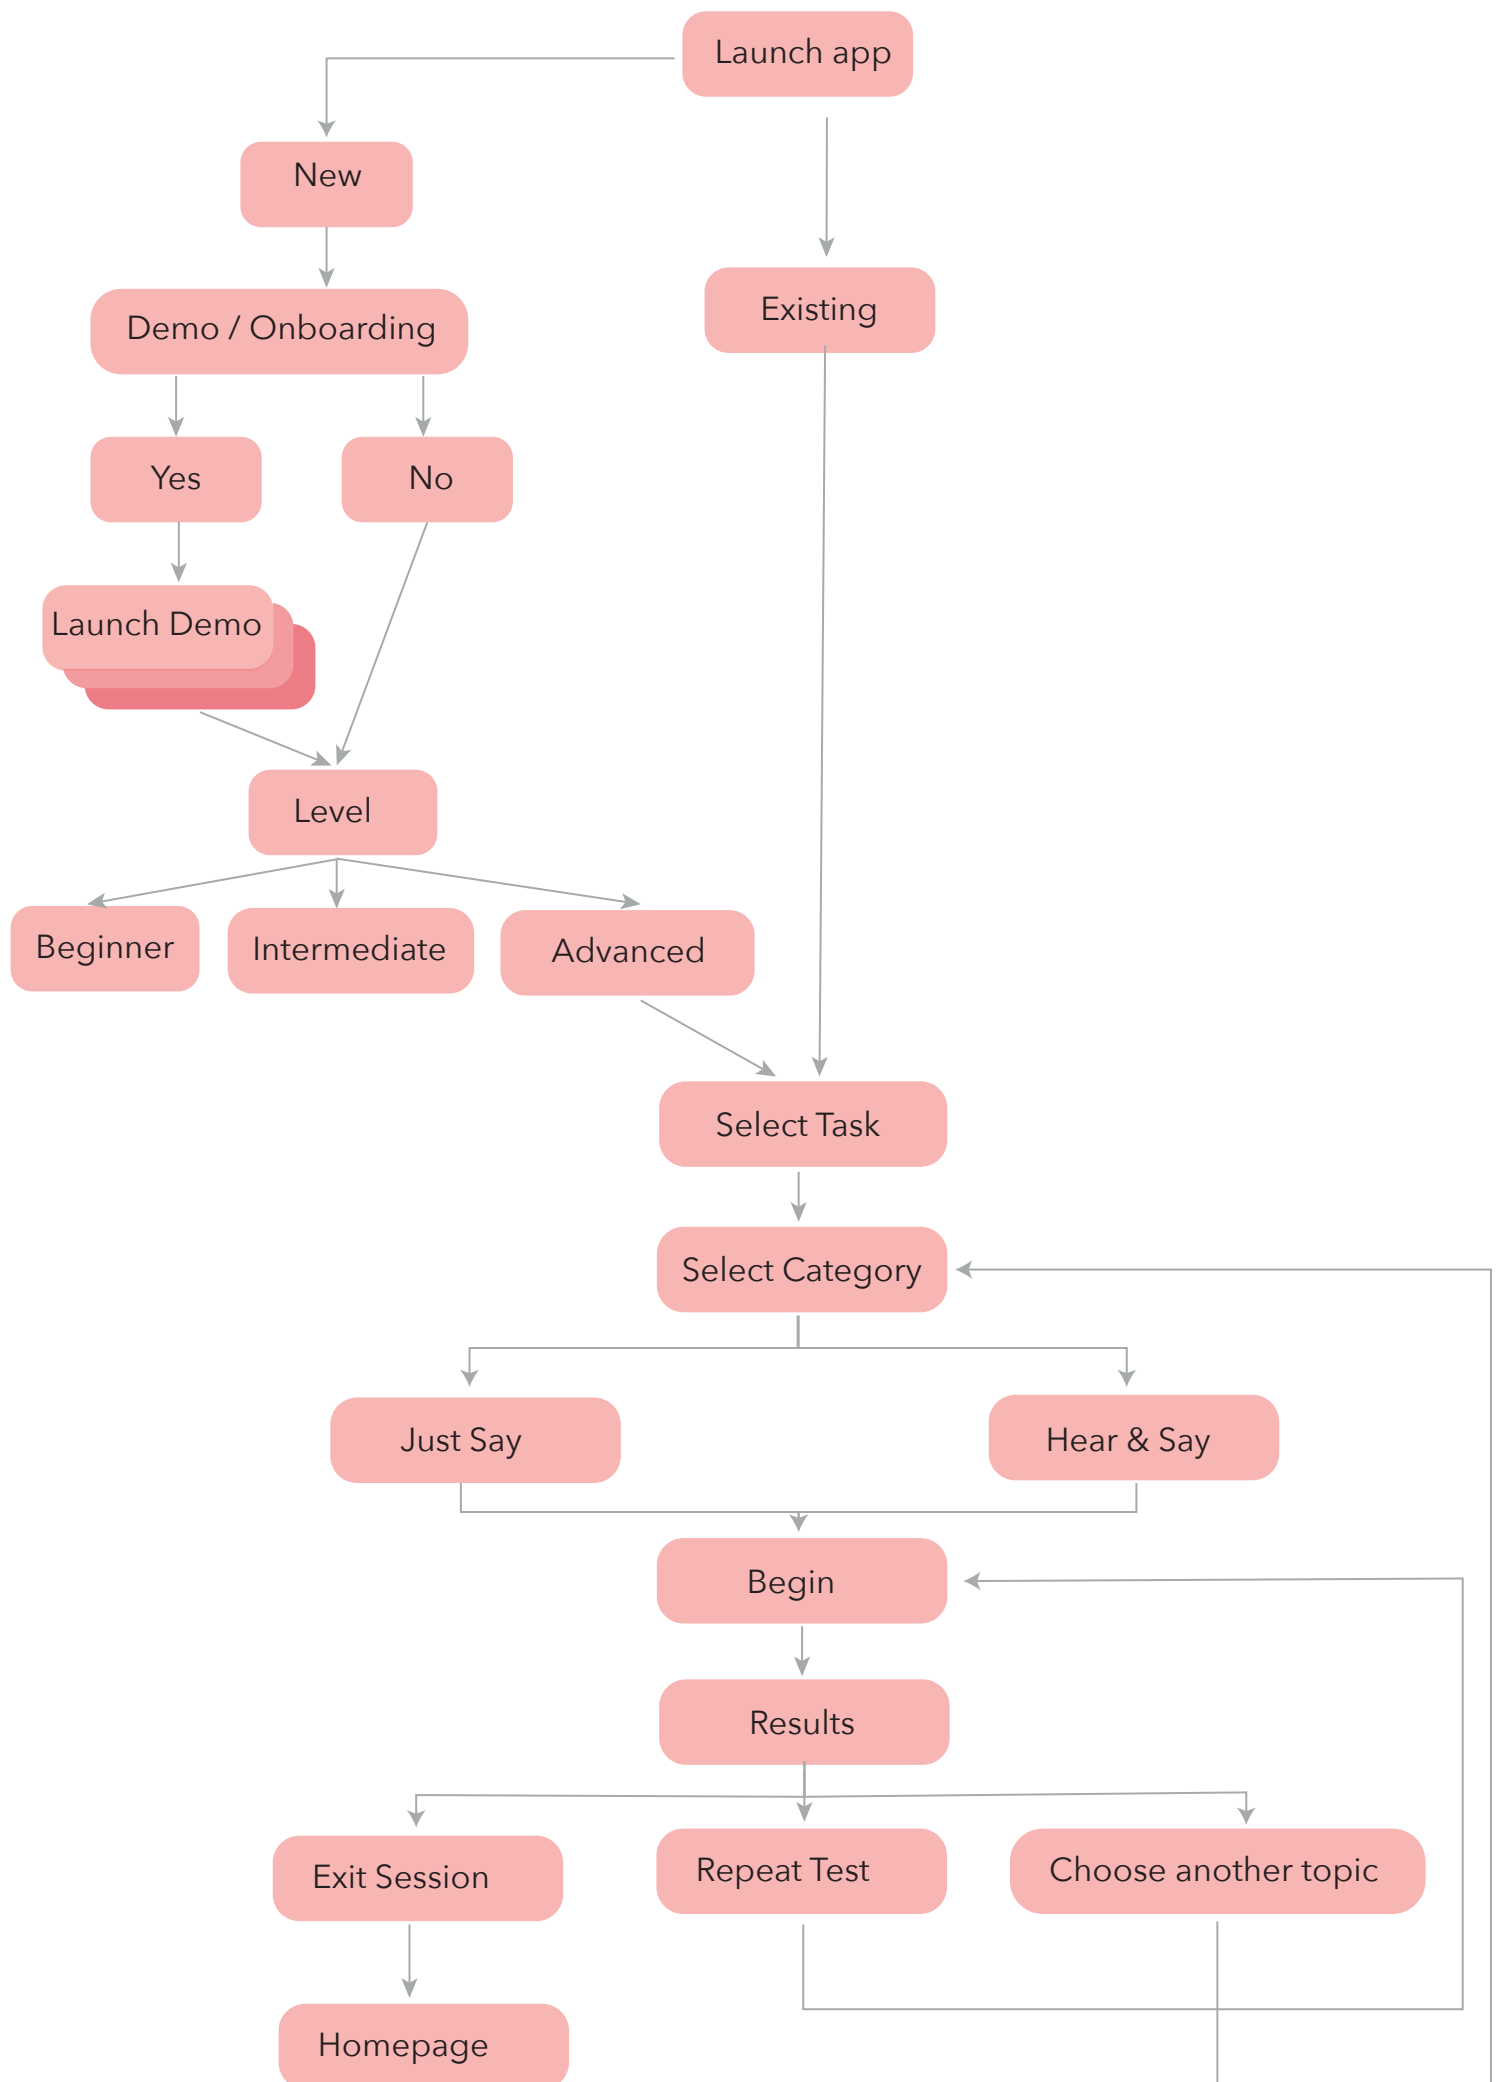 Launch app
New
Existing
Demo / Onboarding
Yes
No
Launch Demo
Level
Beginner
Intermediate
Advanced
Select Task
Select Category
Just Say
Hear & Say
Begin
Results
Exit Session
Repeat Test
Choose another topic
Homepage